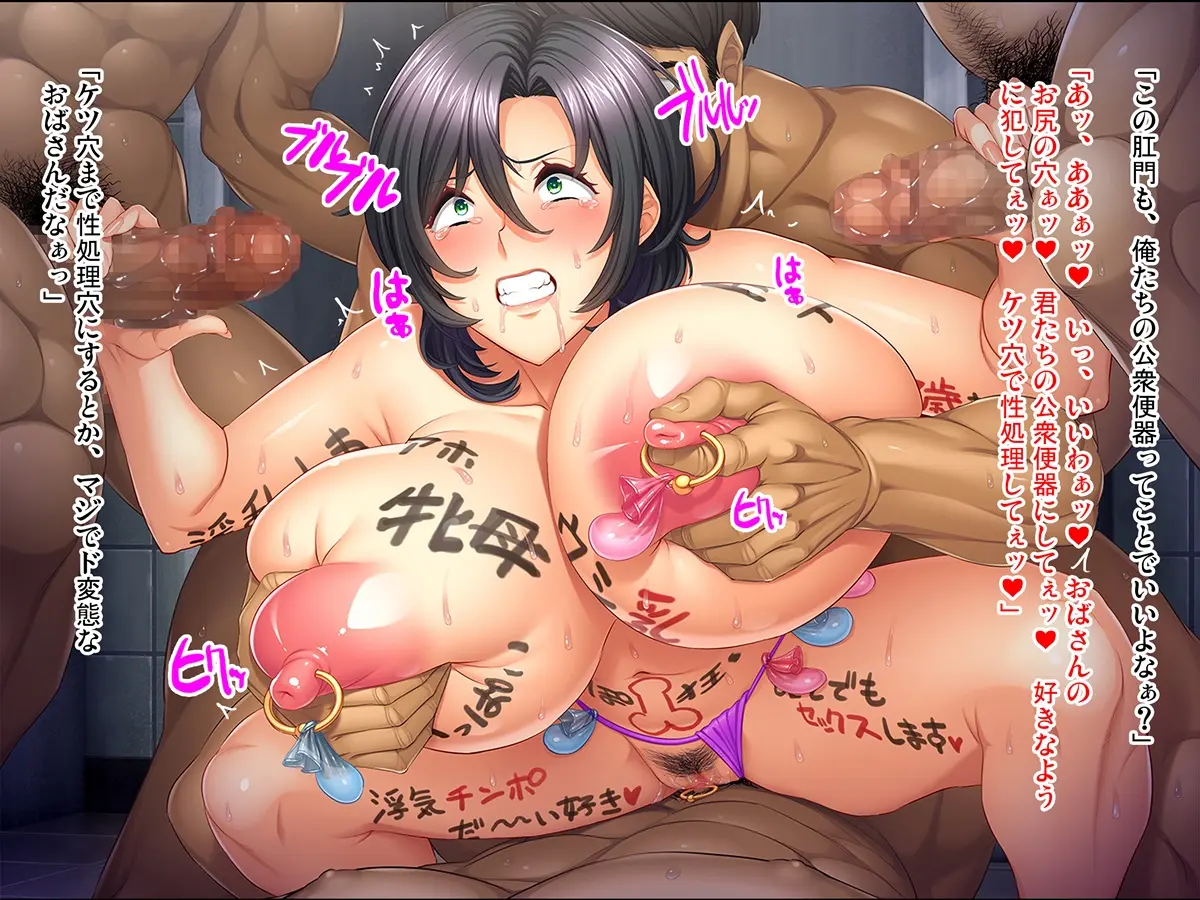 「この肛門も、俺たちの公衆便器ってことでいいよなぁ?」
「あッ、ああぁッ♥ いっ、いいわぁッ♥ おばさんの
お尻の穴ぁッ♥ 君たちの公衆便器にしてぇッ♥ 好きなよう
に犯してぇッ♥ ケツ穴で性処理してぇッ♥」
「ケツ穴まで性処理穴にするとか、マジでド変態な
おばさんだなぁっ」
ブルルッ
ブルブル
はぁ
はぁ
ヒクッ
ヒクッ
アホ
牝母
乳
歳
でも
セックスします♥
浮気チンポ
だ〜〜い好き♥